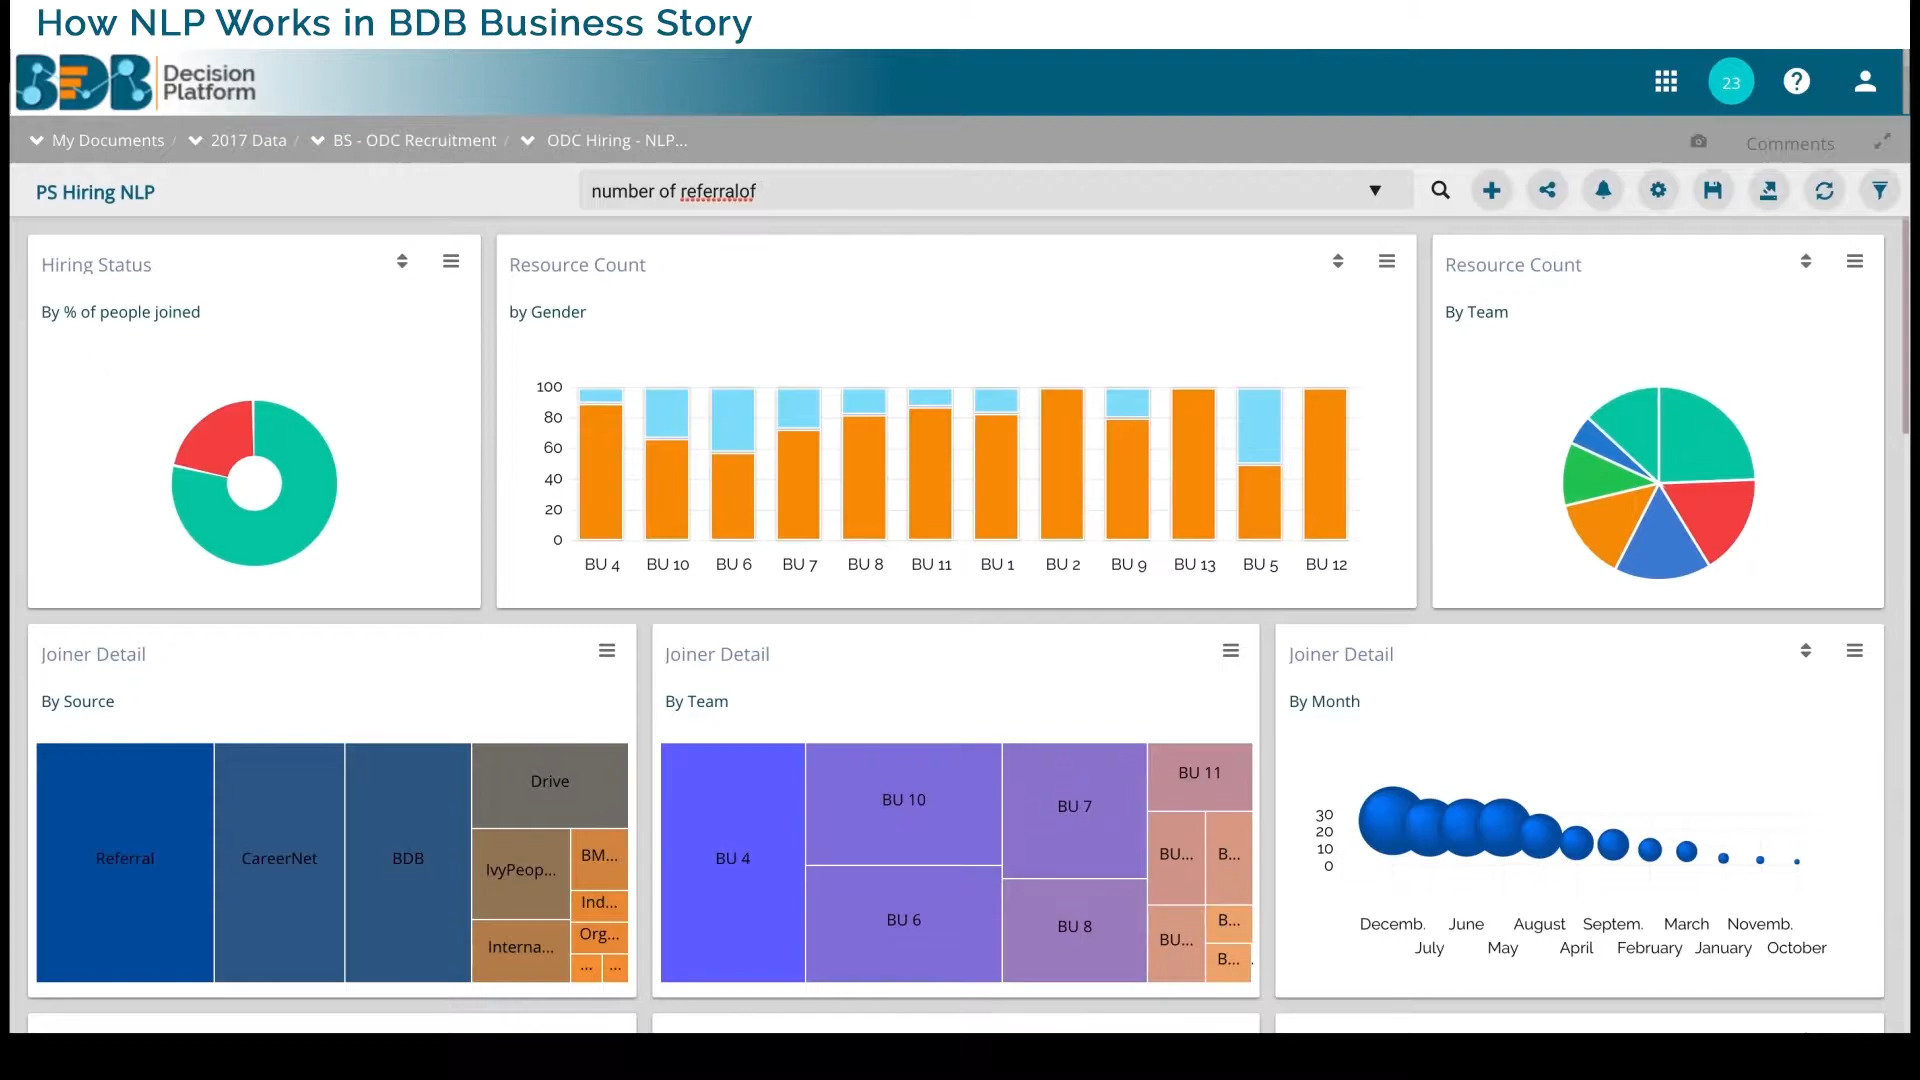 How NLP Works in BDB Business Story
BDB Decision Platform
23
My Documents / 2017 Data / BS - ODC Recruitment / ODC Hiring - NLP...
Comments
PS Hiring NLP
number of referralof
Hiring Status
By % of people joined
Resource Count
by Gender
100
80
60
40
20
0
BU 4 BU 10 BU 6 BU 7 BU 8 BU 11 BU 1 BU 2 BU 9 BU 13 BU 5 BU 12
Resource Count
By Team
Joiner Detail
By Source
Referral
CareerNet
BDB
Drive
IvyPeop...
BM...
Ind...
Interna...
Org...
... ...
Joiner Detail
By Team
BU 4
BU 10
BU 6
BU 7
BU 8
BU 11
BU... B...
BU... B...
B...
Joiner Detail
By Month
30
20
10
0
Decemb. June August Septem. March Novemb.
July May April February January October